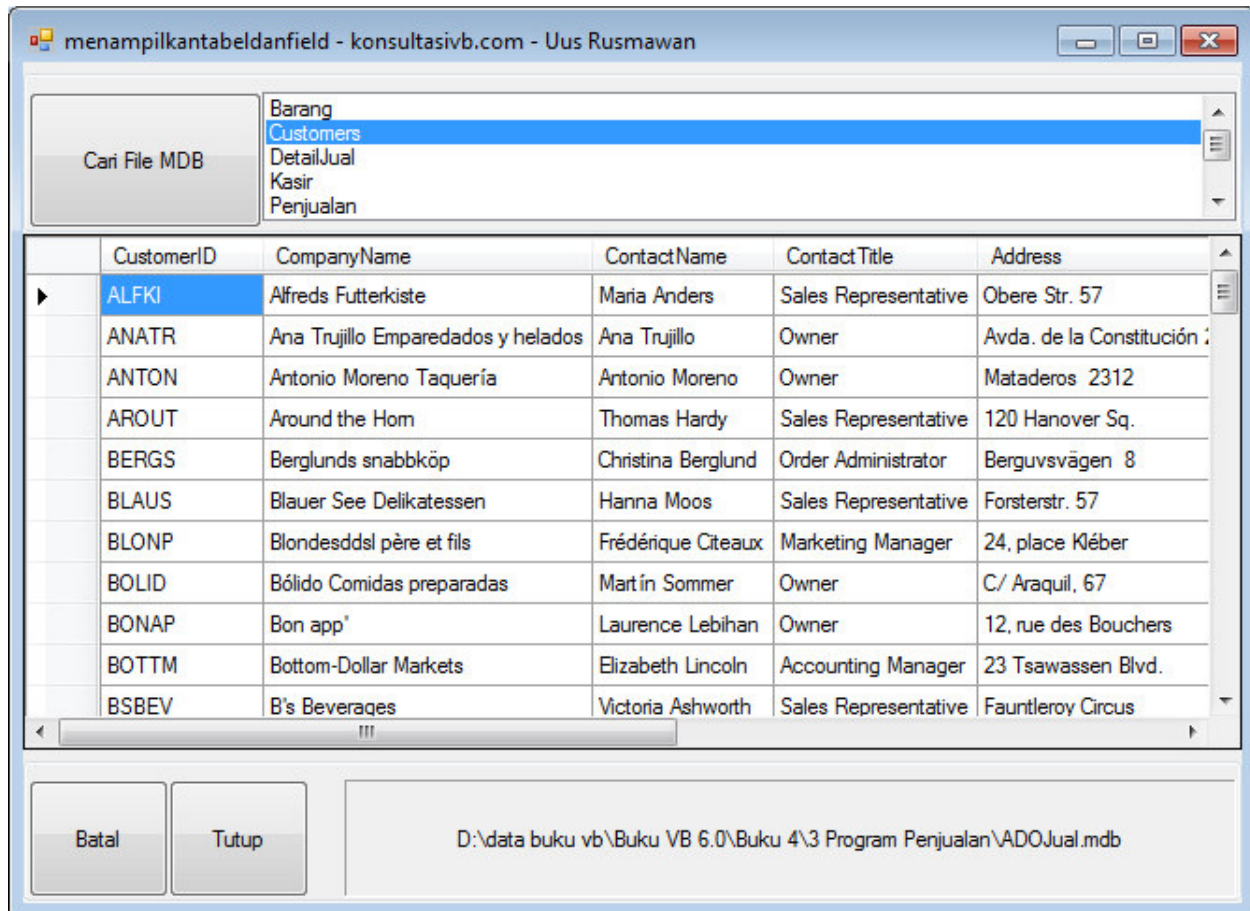 menampilkantabeldanfield - konsultasivb.com - Uus Rusmawan
Cari File MDB
Barang
Customers
DetailJual
Kasir
Penjualan
CustomerID CompanyName ContactName ContactTitle Address
ALFKI Alfreds Futterkiste Maria Anders Sales Representative Obere Str. 57
ANATR Ana Trujillo Emparedados y helados Ana Trujillo Owner Avda. de la Constitución
ANTON Antonio Moreno Taquería Antonio Moreno Owner Mataderos 2312
AROUT Around the Horn Thomas Hardy Sales Representative 120 Hanover Sq.
BERGS Berglunds snabbköp Christina Berglund Order Administrator Berguvsvägen 8
BLAUS Blauer See Delikatessen Hanna Moos Sales Representative Forsterstr. 57
BLONP Blondesddsl père et fils Frédérique Citeaux Marketing Manager 24, place Kléber
BOLID Bólido Comidas preparadas Martín Sommer Owner C/ Araquil, 67
BONAP Bon app' Laurence Lebihan Owner 12, rue des Bouchers
BOTTM Bottom-Dollar Markets Elizabeth Lincoln Accounting Manager 23 Tsawassen Blvd.
BSBEV B's Beverages Victoria Ashworth Sales Representative Fauntleroy Circus
Batal
Tutup
D:\data buku vb\Buku VB 6.0\Buku 4\3 Program Penjualan\ADOJual.mdb